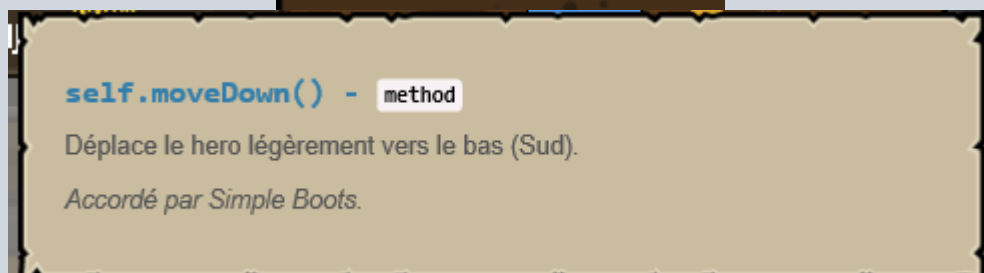 self.moveDown() - method
Déplace le hero légèrement vers le bas (Sud).
Accordé par Simple Boots.